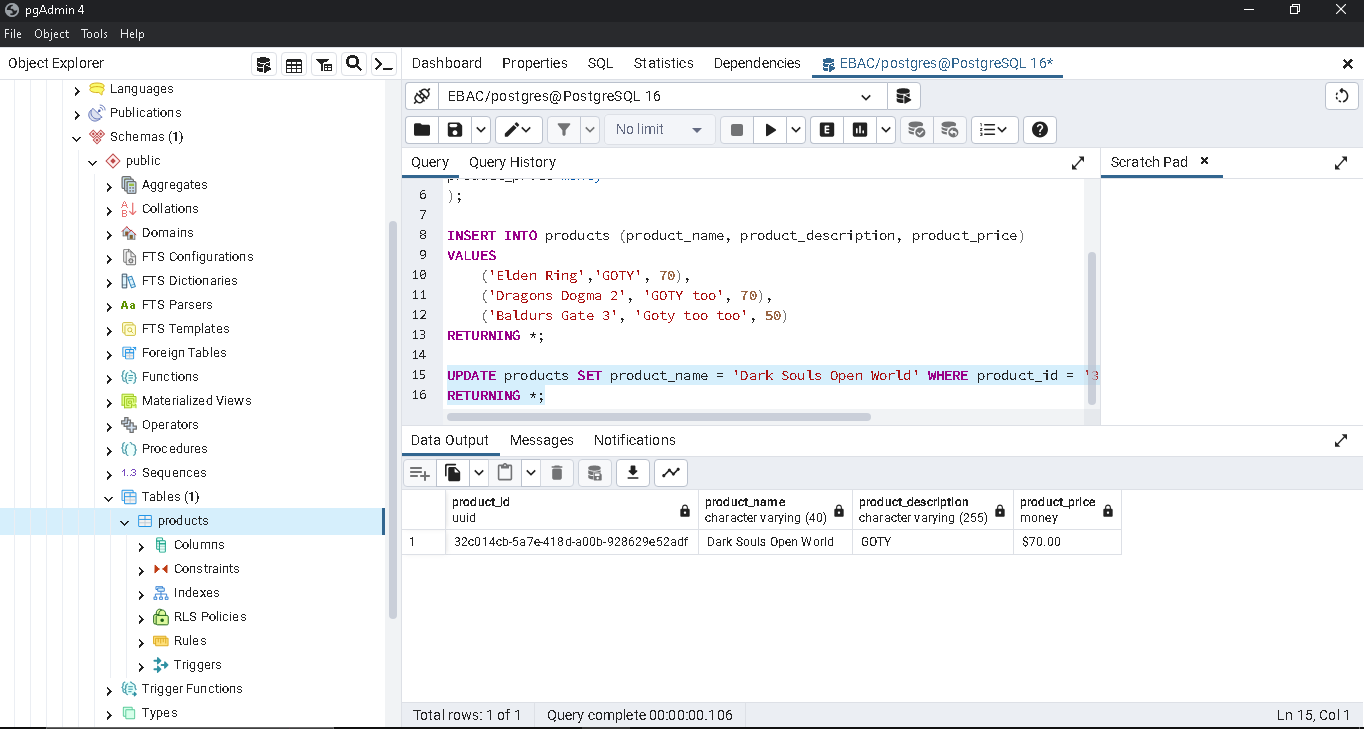 pgAdmin 4
File Object Tools Help
Object Explorer
Languages
Publications
Schemas (1)
public
Aggregates
Collations
Domains
FTS Configurations
FTS Dictionaries
Aa FTS Parsers
FTS Templates
Foreign Tables
Functions
Materialized Views
Operators
Procedures
1.3 Sequences
Tables (1)
products
Columns
Constraints
Indexes
RLS Policies
Rules
Triggers
Trigger Functions
Types
Dashboard Properties SQL Statistics Dependencies EBAC/postgres@PostgreSQL 16*
EBAC/postgres@PostgreSQL 16
No limit
E
Query Query History
Scratch Pad
6 );
7
8 INSERT INTO products (product_name, product_description, product_price)
9 VALUES
10 ('Elden Ring','GOTY', 70),
11 ('Dragons Dogma 2', 'GOTY too', 70),
12 ('Baldurs Gate 3', 'Goty too too', 50)
13 RETURNING *;
14
15 UPDATE products SET product_name = 'Dark Souls Open World' WHERE product_id = '3
16 RETURNING *;
Data Output Messages Notifications
product_id product_name product_description product_price
uuid character varying (40) character varying (255) money
1 32c014cb-5a7e-418d-a00b-928629e52adf Dark Souls Open World GOTY $70.00
Total rows: 1 of 1 Query complete 00:00:00.106 Ln 15, Col 1